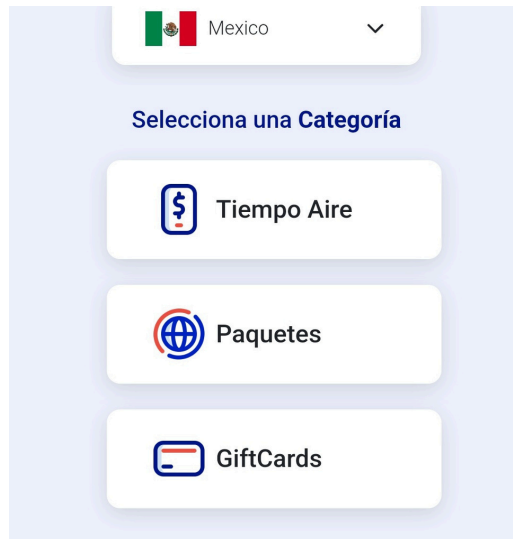 Mexico
Selecciona una Categoría
Tiempo Aire
Paquetes
GiftCards